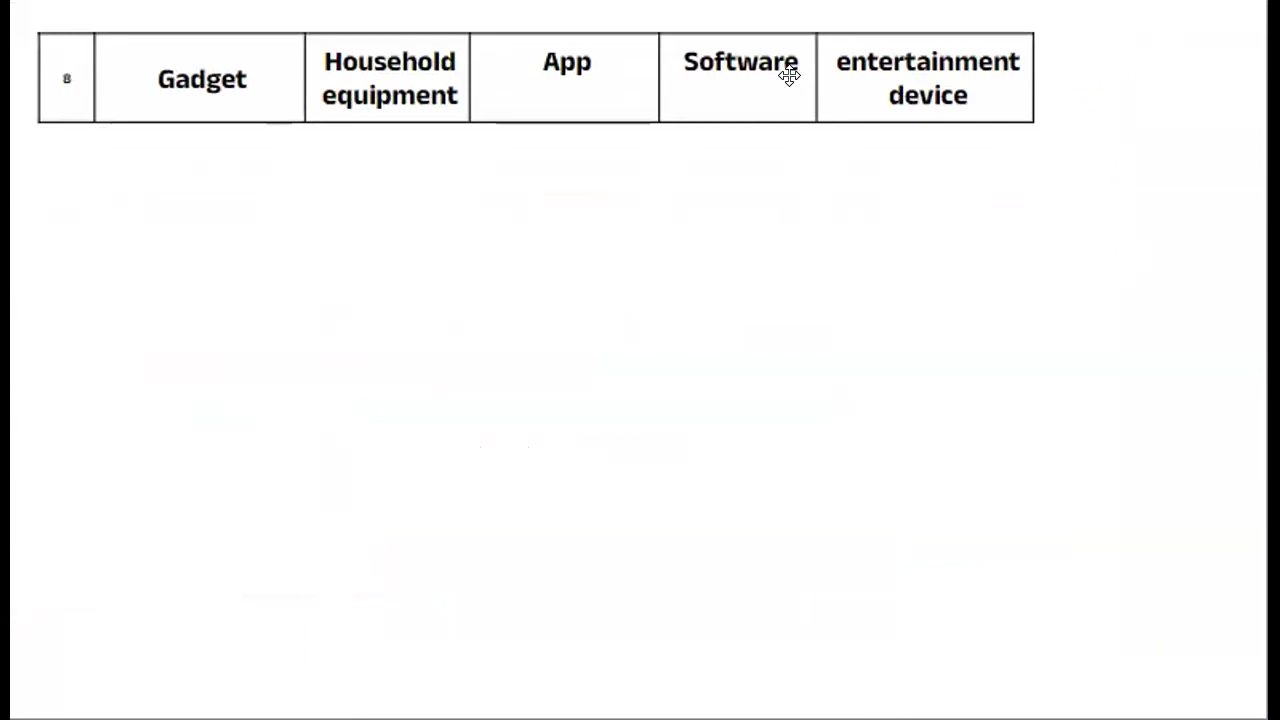 8
Gadget
Household
equipment
App
Software
entertainment
device